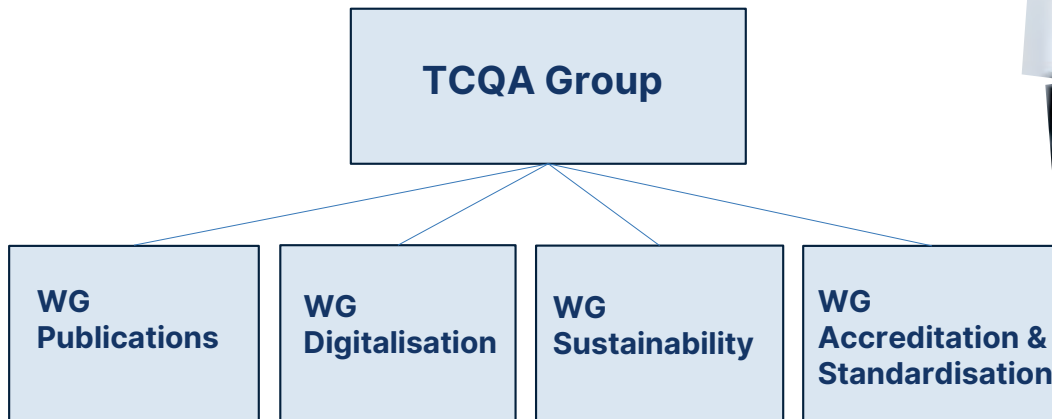 TCQA Group
WG
Publications
WG
Digitalisation
WG
Sustainability
WG
Accreditation &
Standardisation